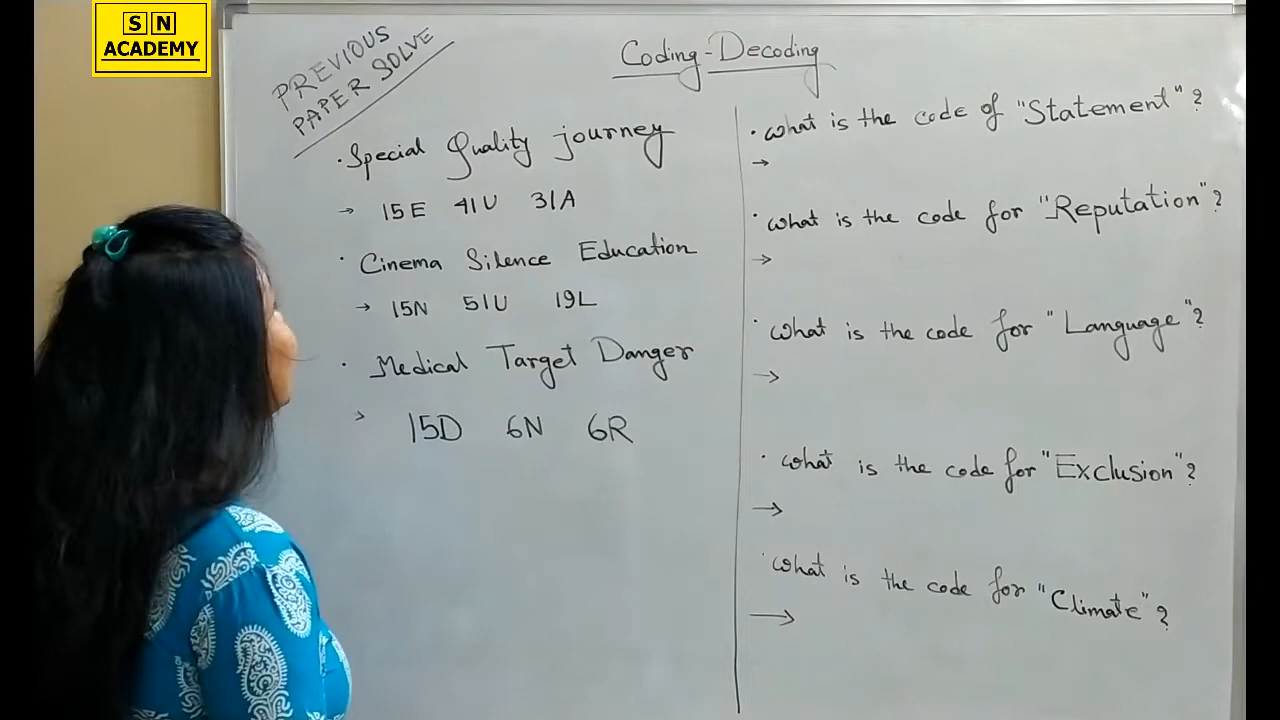 S N
ACADEMY
PREVIOUS
PAPER SOLVE
Coding-Decoding
· Special Quality journey
→ 15E 41U 31A
· Cinema Silence Education
→ 15N 51U 19L
· Medical Target Danger
> 15D 6N 6R
· What is the code of "Statement"?
→
· What is the code for "Reputation"?
→
· What is the code for "Language"?
→
· What is the code for "Exclusion"?
→
· What is the code for "Climate"?
→